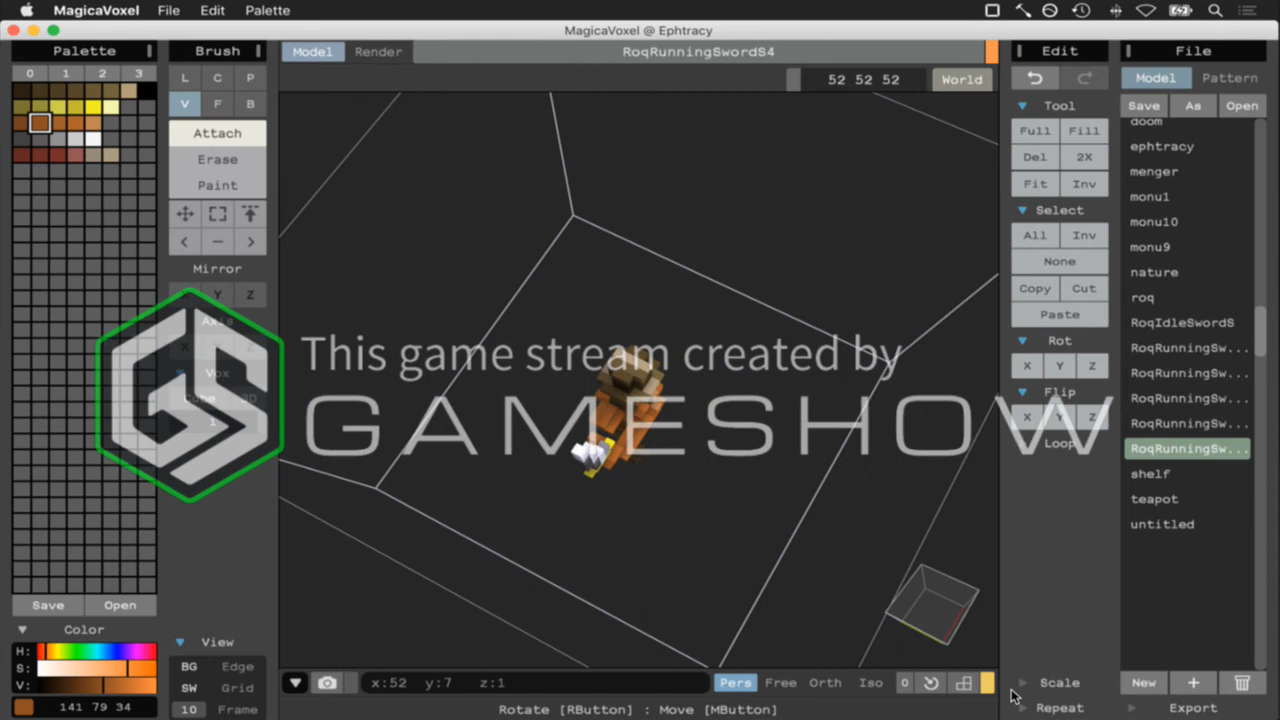 MagicaVoxel File Edit Palette
MagicaVoxel @ Ephtracy
Palette
0 1 2 3
Save Open
Color
H:
S:
V:
141 79 34
Brush
L C P
V F B
Attach
Erase
Paint
Mirror
Y Z
Axis
X
Vox
Cube 3D
1
View
BG Edge
SW Grid
10 Frame
Model Render RoqRunningSwordS4
52 52 52 World
This game stream created by
GAMESHOW
x:52 y:7 z:1
Pers Free Orth Iso 0
Rotate [RButton] : Move [MButton]
Edit
Tool
Full Fill
Del 2X
Fit Inv
Select
All Inv
None
Copy Cut
Paste
Rot
X Y Z
Flip
X Y Z
Loop
Scale
Repeat
File
Model Pattern
Save As Open
doom
ephtracy
menger
monu1
monu10
monu9
nature
roq
RoqIdleSwordS
RoqRunningSw...
RoqRunningSw...
RoqRunningSw...
RoqRunningSw...
RoqRunningSw...
shelf
teapot
untitled
New +
Export